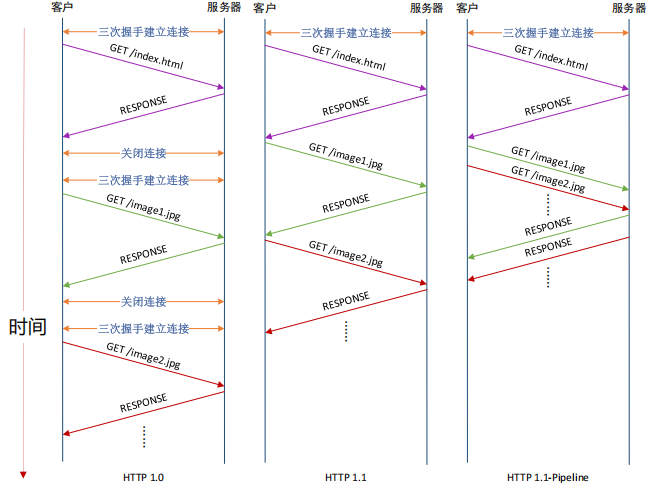 客户
服务器
客户
服务器
客户
服务器
三次握手建立连接
GET /index.html
RESPONSE
关闭连接
三次握手建立连接
GET /image1.jpg
RESPONSE
关闭连接
三次握手建立连接
GET /image2.jpg
RESPONSE
HTTP 1.0
三次握手建立连接
GET /index.html
RESPONSE
GET /image1.jpg
RESPONSE
GET /image2.jpg
RESPONSE
HTTP 1.1
三次握手建立连接
GET /index.html
RESPONSE
GET /image1.jpg
GET /image2.jpg
RESPONSE
RESPONSE
HTTP 1.1-Pipeline
时间